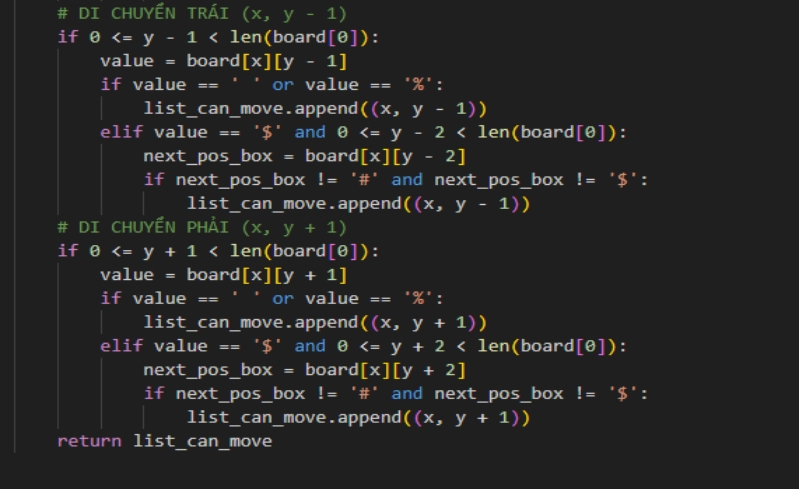 # DI CHUYỂN TRÁI (x, y - 1)
if 0 <= y - 1 < len(board[0]):
    value = board[x][y - 1]
    if value == ' ' or value == '%':
        list_can_move.append((x, y - 1))
    elif value == '$' and 0 <= y - 2 < len(board[0]):
        next_pos_box = board[x][y - 2]
        if next_pos_box != '#' and next_pos_box != '$':
            list_can_move.append((x, y - 1))
# DI CHUYỂN PHẢI (x, y + 1)
if 0 <= y + 1 < len(board[0]):
    value = board[x][y + 1]
    if value == ' ' or value == '%':
        list_can_move.append((x, y + 1))
    elif value == '$' and 0 <= y + 2 < len(board[0]):
        next_pos_box = board[x][y + 2]
        if next_pos_box != '#' and next_pos_box != '$':
            list_can_move.append((x, y + 1))
return list_can_move